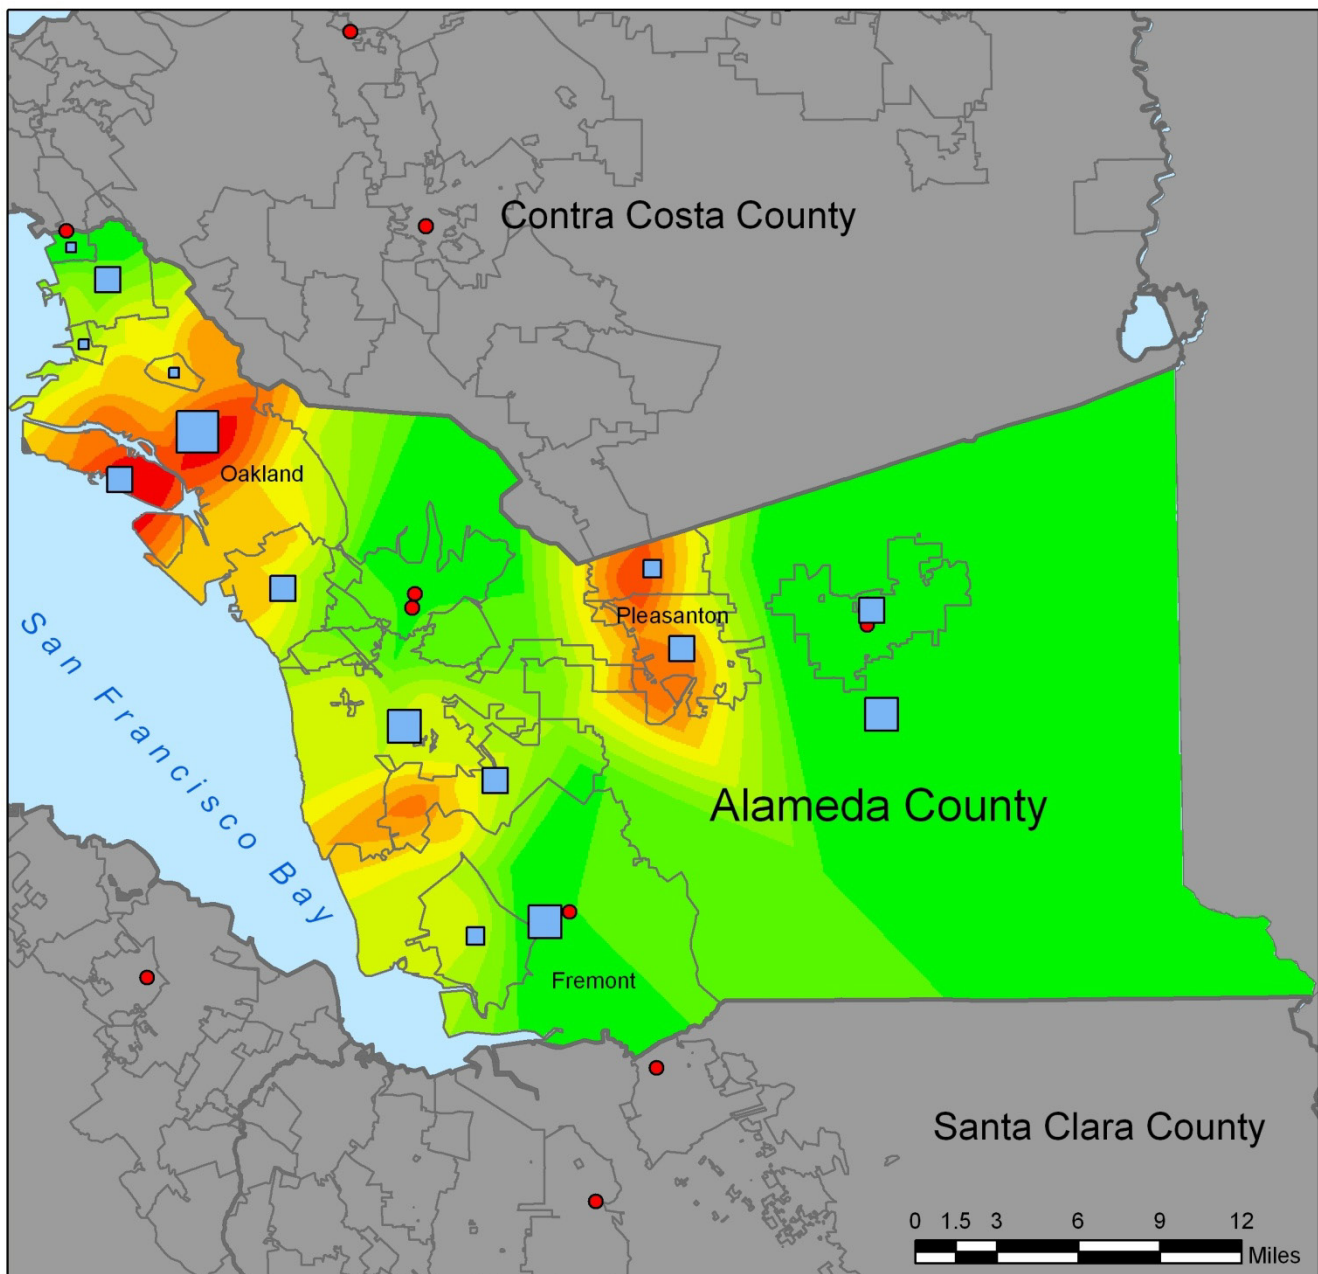 Contra Costa County
Oakland
Pleasanton
San Francisco Bay
Alameda County
Fremont
Santa Clara County
0 1.5 3 6 9 12
Miles